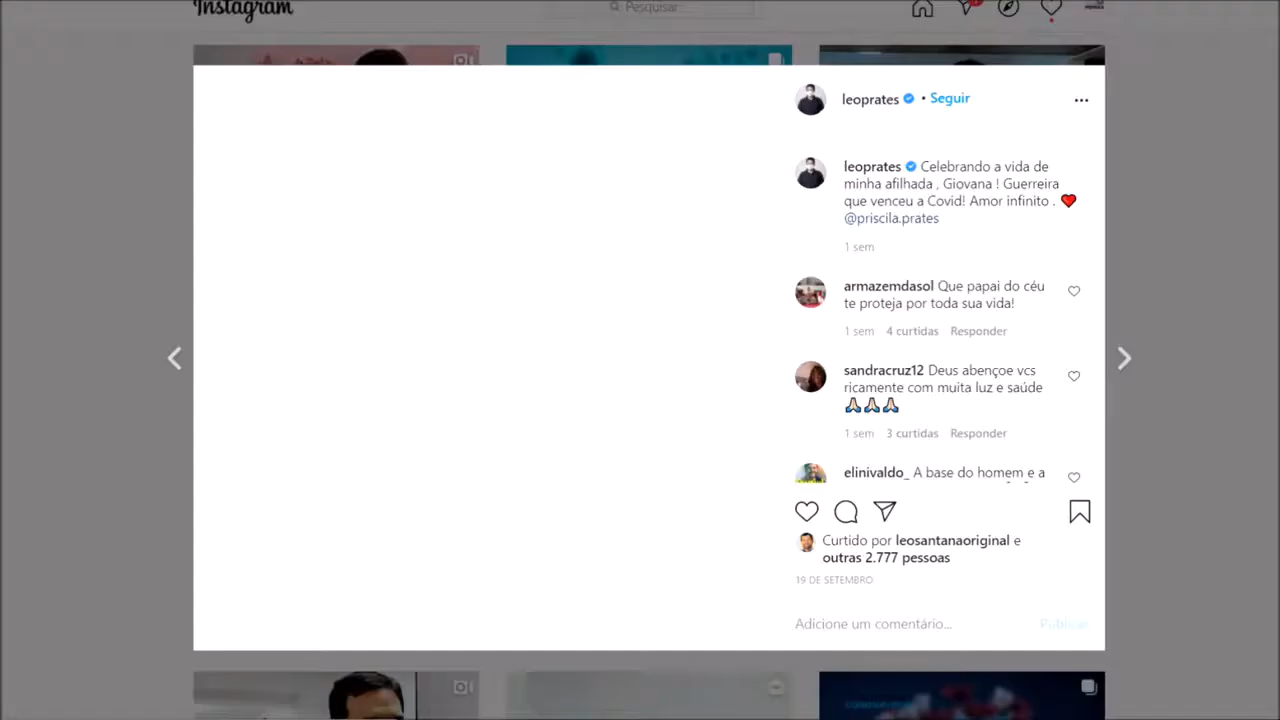 Instagram
Pesquisar
leoprates • Seguir
leoprates Celebrando a vida de
minha afilhada , Giovana ! Guerreira
que venceu a Covid! Amor infinito . ❤️
@priscila.prates
1 sem
armazemdasol Que papai do céu
te proteja por toda sua vida!
1 sem 4 curtidas Responder
sandracruz12 Deus abençoe vcs
ricamente com muita luz e saúde
🙏🏻🙏🏻🙏🏻
1 sem 3 curtidas Responder
elinivaldo_ A base do homem e a
Curtido por leosantanaoriginal e
outras 2.777 pessoas
19 DE SETEMBRO
Adicione um comentário... Publicar